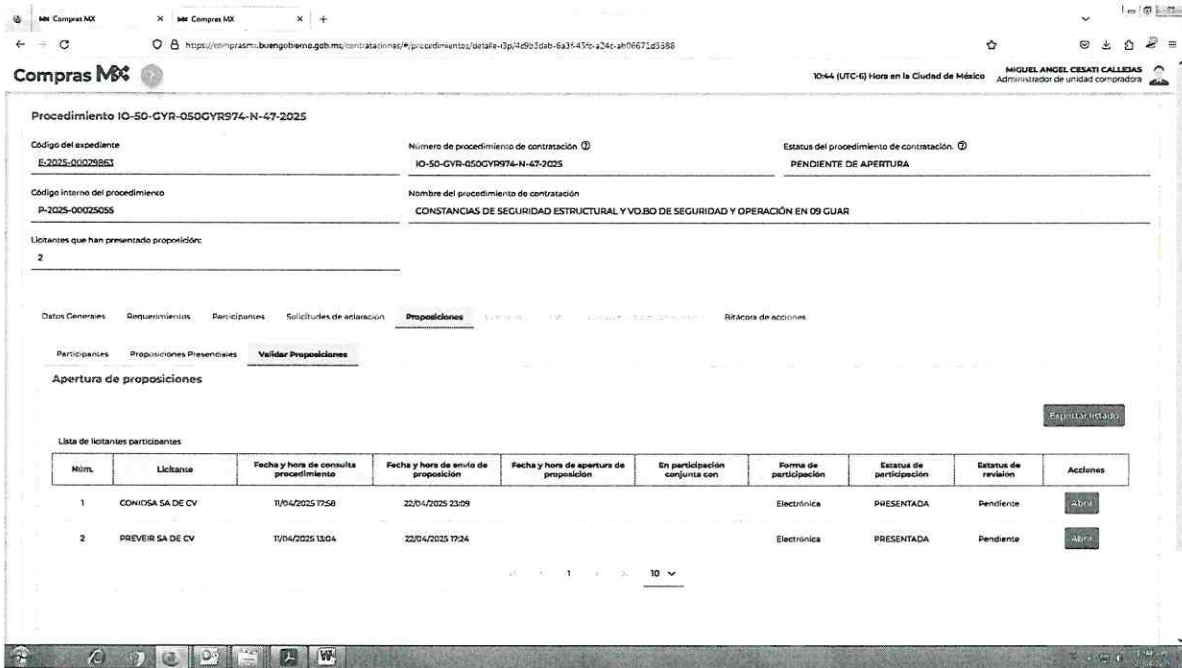 Compras MX
Compras MX
https://comprasmx.buengobierno.gob.mx/contrataciones/#/procedimientos/detalle-i3p/
Compras MX
10:44 (UTC-6) Hora en la Ciudad de México
MIGUEL ANGEL CESATI CALLEJAS
Administrador de unidad compradora
Procedimiento IO-50-GYR-050GYR974-N-47-2025
Código del expediente
Número de procedimiento de contratación
Estatus del procedimiento de contratación.
E-2025-00029863
IO-50-GYR-050GYR974-N-47-2025
PENDIENTE DE APERTURA
Código interno del procedimiento
Nombre del procedimiento de contratación
P-2025-00025055
CONSTANCIAS DE SEGURIDAD ESTRUCTURAL Y VO.BO DE SEGURIDAD Y OPERACIÓN EN 09 GUAR
Licitantes que han presentado proposición:
2
Datos Generales Requerimientos Participantes Solicitudes de aclaración Proposiciones Bitácora de acciones
Participantes Proposiciones Presenciales Validar Proposiciones
Apertura de proposiciones
Exportar listado
Lista de licitantes participantes
Núm. Licitante Fecha y hora de consulta procedimiento Fecha y hora de envío de proposición Fecha y hora de apertura de proposición En participación conjunta con Forma de participación Estatus de participación Estatus de revisión Acciones
1 CONIDSA SA DE CV 11/04/2025 17:58 22/04/2025 23:09 Electrónica PRESENTADA Pendiente Abrir
2 PREVEIR SA DE CV 11/04/2025 13:04 22/04/2025 17:24 Electrónica PRESENTADA Pendiente Abrir
1 10